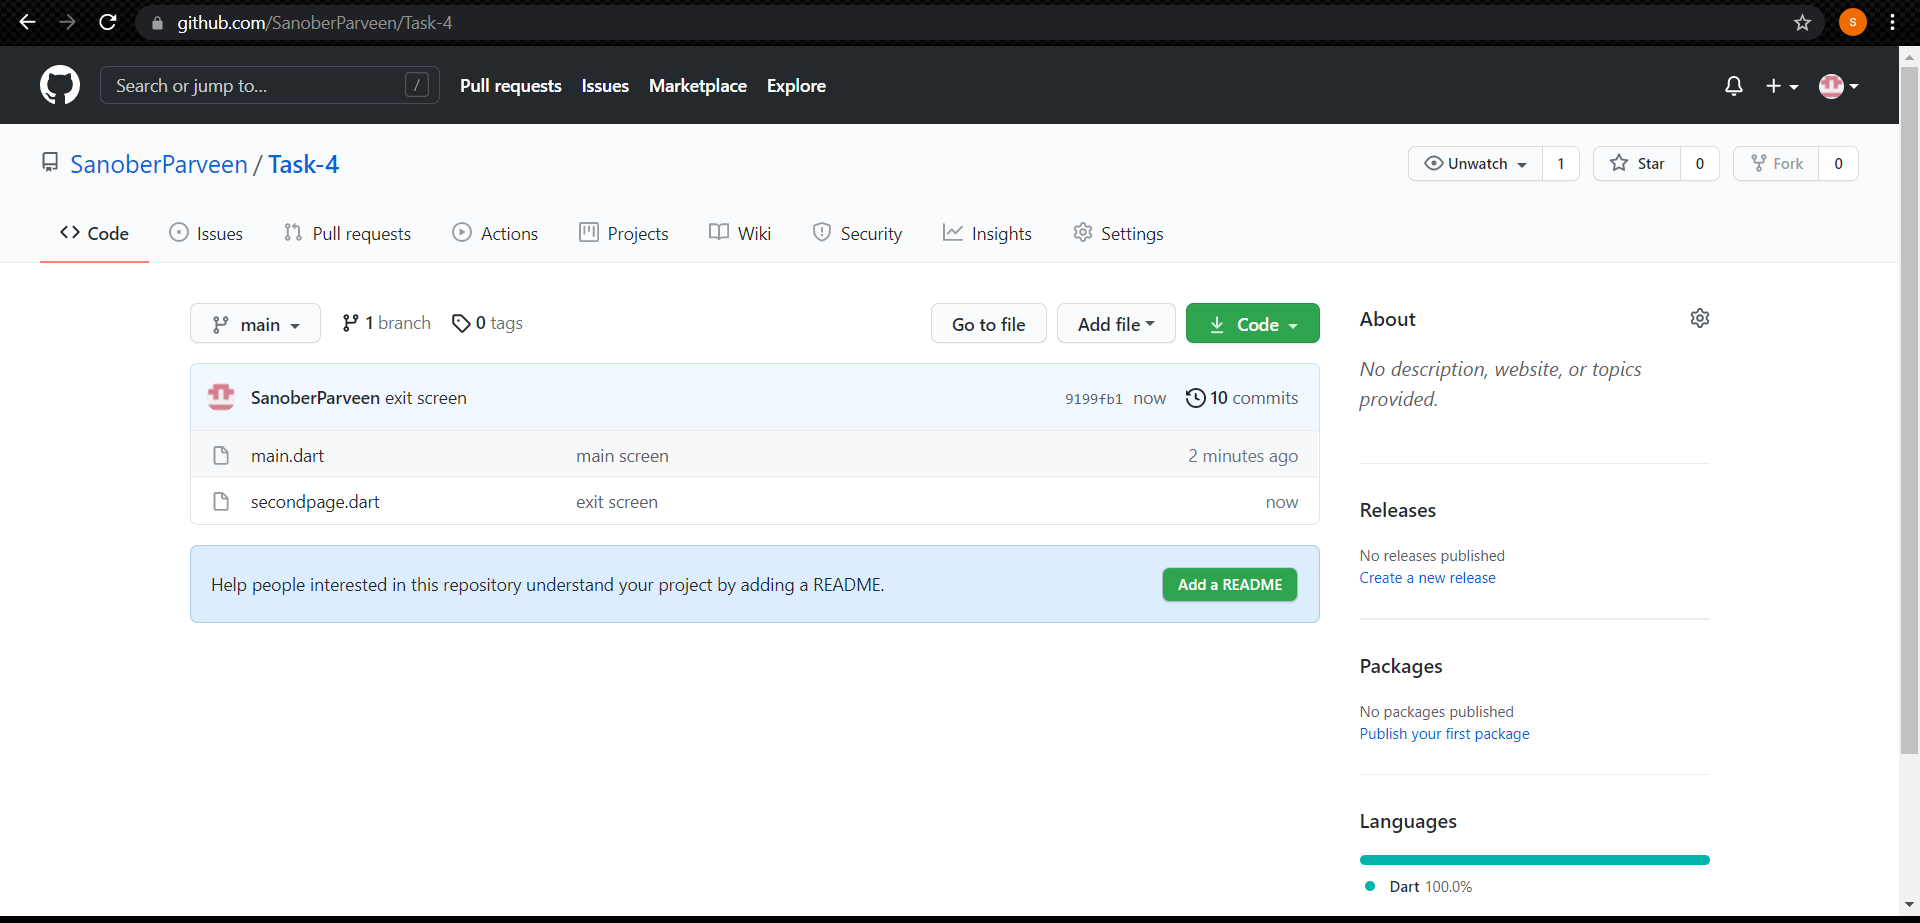 github.com/SanoberParveen/Task-4 S
Search or jump to... / Pull requests Issues Marketplace Explore
SanoberParveen / Task-4 Unwatch 1 Star 0 Fork 0
Code Issues Pull requests Actions Projects Wiki Security Insights Settings
main 1 branch 0 tags Go to file Add file Code
SanoberParveen exit screen 9199fb1 now 10 commits
main.dart main screen 2 minutes ago
secondpage.dart exit screen now
Help people interested in this repository understand your project by adding a README. Add a README
About
No description, website, or topics
provided.
Releases
No releases published
Create a new release
Packages
No packages published
Publish your first package
Languages
Dart 100.0%